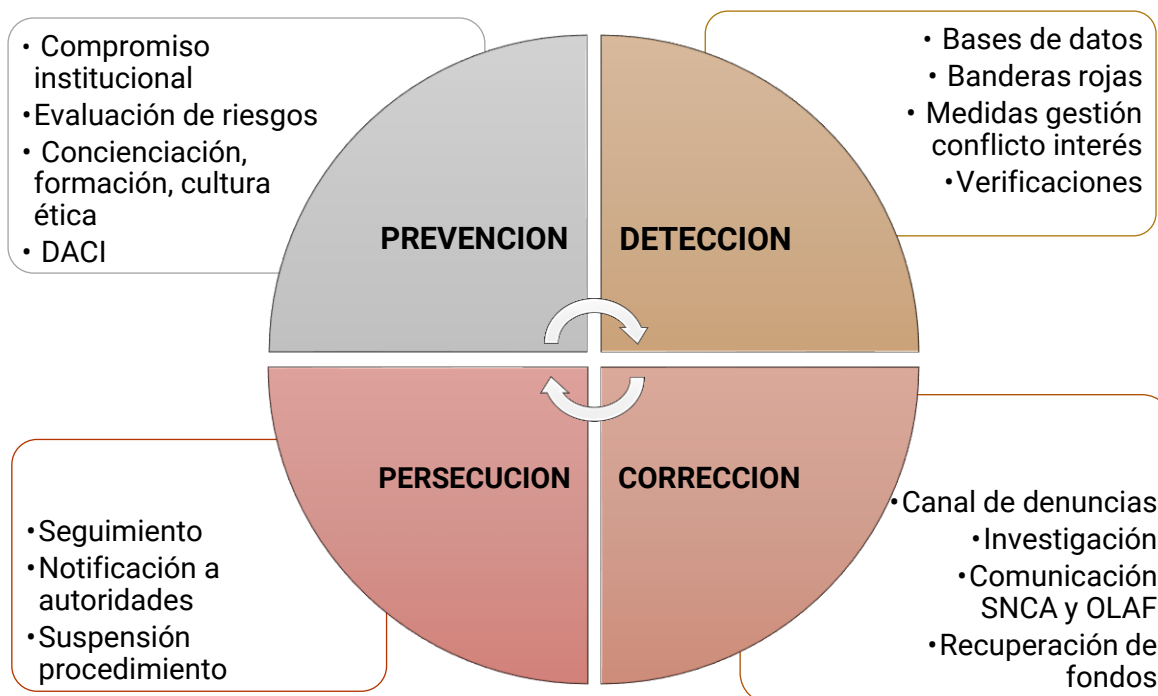 • Compromiso
institucional
•Evaluación de riesgos
• Concienciación,
formación, cultura
ética
• DACI
• Bases de datos
• Banderas rojas
• Medidas gestión
conflicto interés
•Verificaciones
PREVENCION
DETECCION
PERSECUCION
CORRECCION
•Seguimiento
•Notificación a
autoridades
•Suspensión
procedimiento
•Canal de denuncias
•Investigación
•Comunicación
SNCA y OLAF
•Recuperación de
fondos